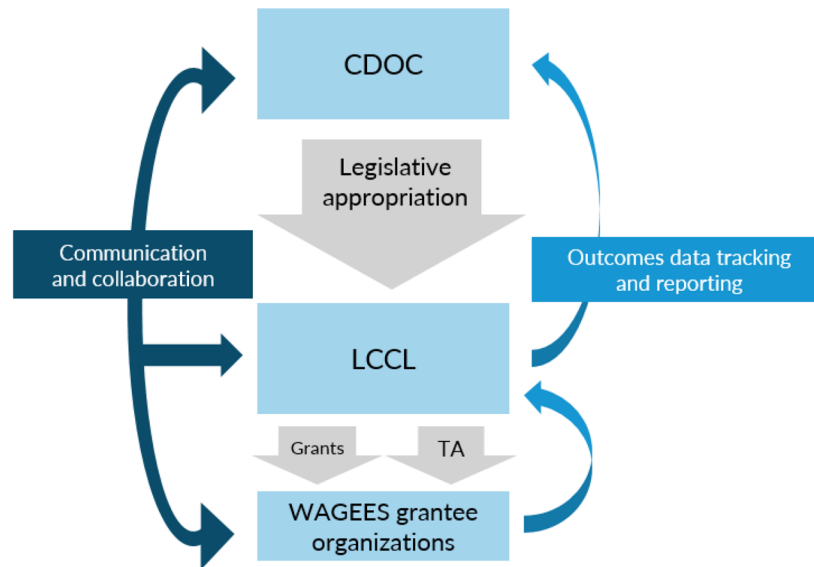 CDOC
Legislative
appropriation
Communication
and collaboration
Outcomes data tracking
and reporting
LCCL
Grants
TA
WAGEES grantee
organizations